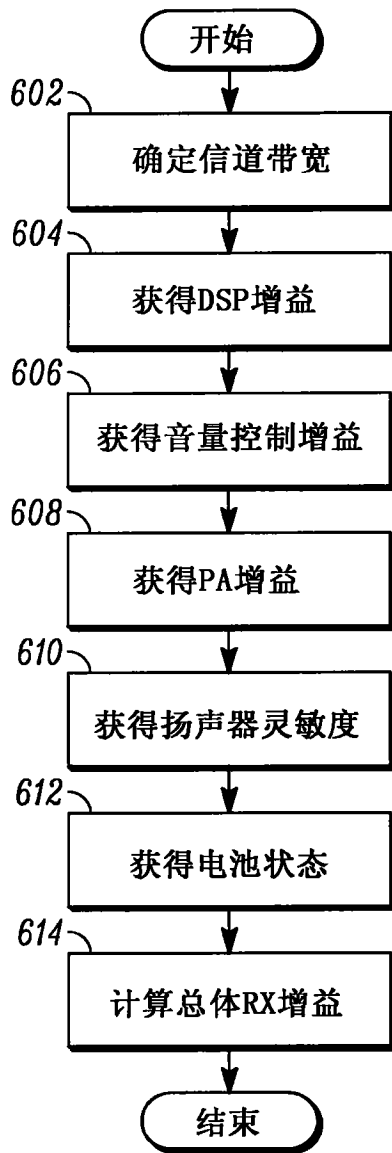 开始
602
确定信道带宽
604
获得DSP增益
606
获得音量控制增益
608
获得PA增益
610
获得扬声器灵敏度
612
获得电池状态
614
计算总体RX增益
结束